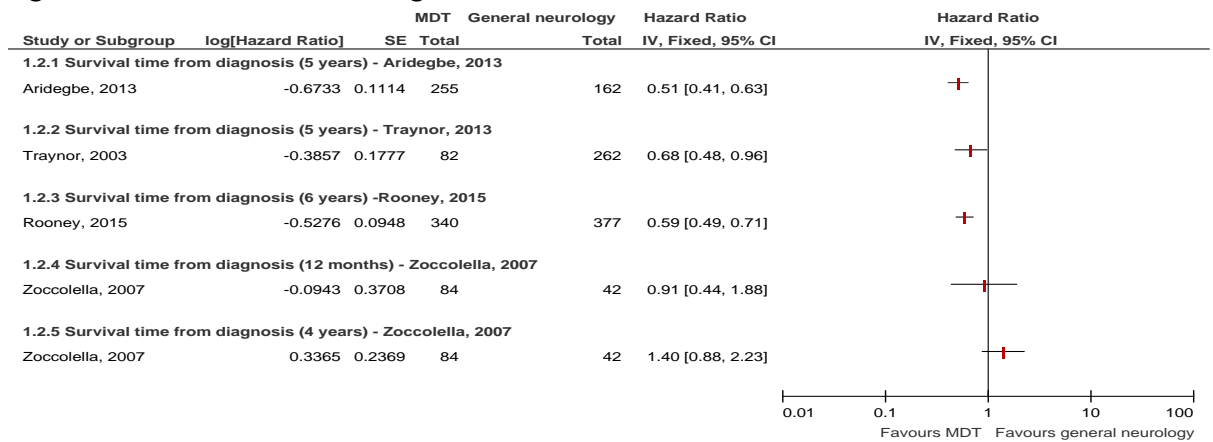 MDT General neurology Hazard Ratio Hazard Ratio
Study or Subgroup log[Hazard Ratio] SE Total Total IV, Fixed, 95% CI IV, Fixed, 95% CI
1.2.1 Survival time from diagnosis (5 years) - Aridegbe, 2013
Aridegbe, 2013 -0.6733 0.1114 255 162 0.51 [0.41, 0.63]
1.2.2 Survival time from diagnosis (5 years) - Traynor, 2013
Traynor, 2003 -0.3857 0.1777 82 262 0.68 [0.48, 0.96]
1.2.3 Survival time from diagnosis (6 years) -Rooney, 2015
Rooney, 2015 -0.5276 0.0948 340 377 0.59 [0.49, 0.71]
1.2.4 Survival time from diagnosis (12 months) - Zoccolella, 2007
Zoccolella, 2007 -0.0943 0.3708 84 42 0.91 [0.44, 1.88]
1.2.5 Survival time from diagnosis (4 years) - Zoccolella, 2007
Zoccolella, 2007 0.3365 0.2369 84 42 1.40 [0.88, 2.23]
0.01 0.1 1 10 100
Favours MDT Favours general neurology